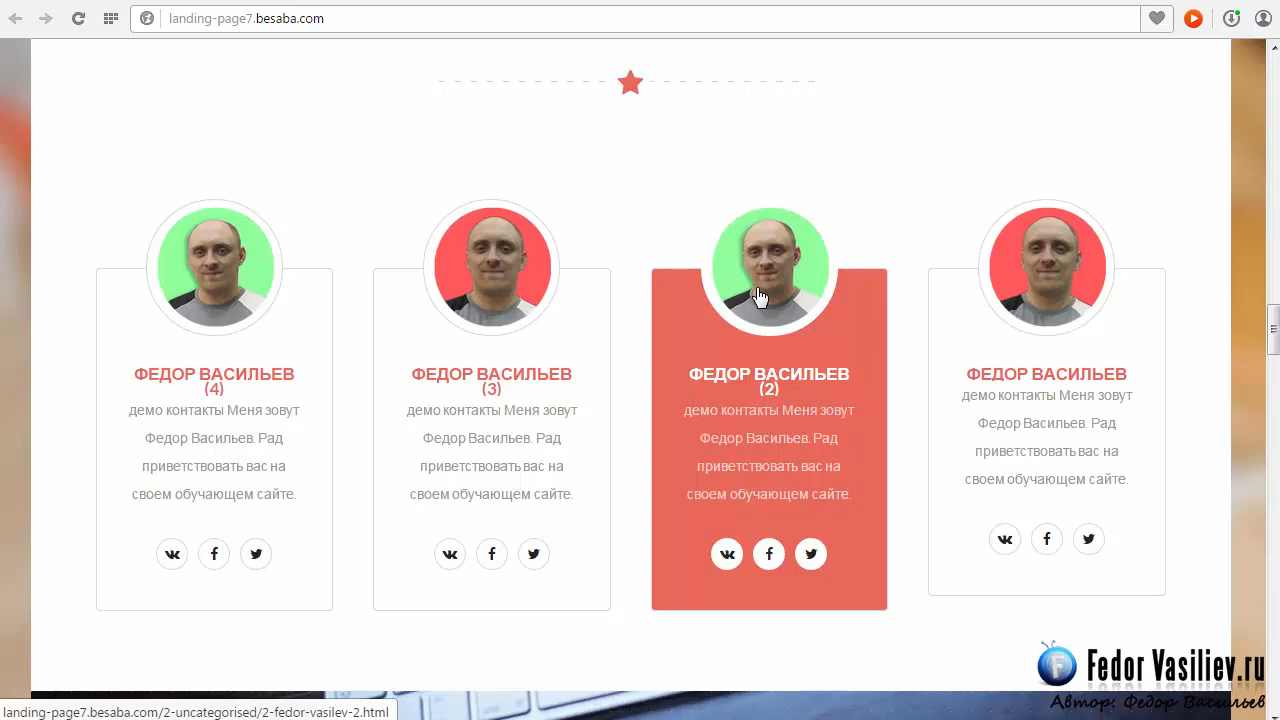 landing-page7.besaba.com
ФЕДОР ВАСИЛЬЕВ
(4)
демо контакты Меня зовут
Федор Васильев. Рад
приветствовать вас на
своем обучающем сайте.
ФЕДОР ВАСИЛЬЕВ
(3)
демо контакты Меня зовут
Федор Васильев. Рад
приветствовать вас на
своем обучающем сайте.
ФЕДОР ВАСИЛЬЕВ
(2)
демо контакты Меня зовут
Федор Васильев. Рад
приветствовать вас на
своем обучающем сайте.
ФЕДОР ВАСИЛЬЕВ
демо контакты Меня зовут
Федор Васильев. Рад
приветствовать вас на
своем обучающем сайте.
Fedor Vasiliev.ru
Автор: Федор Васильев
landing-page7.besaba.com/2-uncategorised/2-fedor-vasilev-2.html